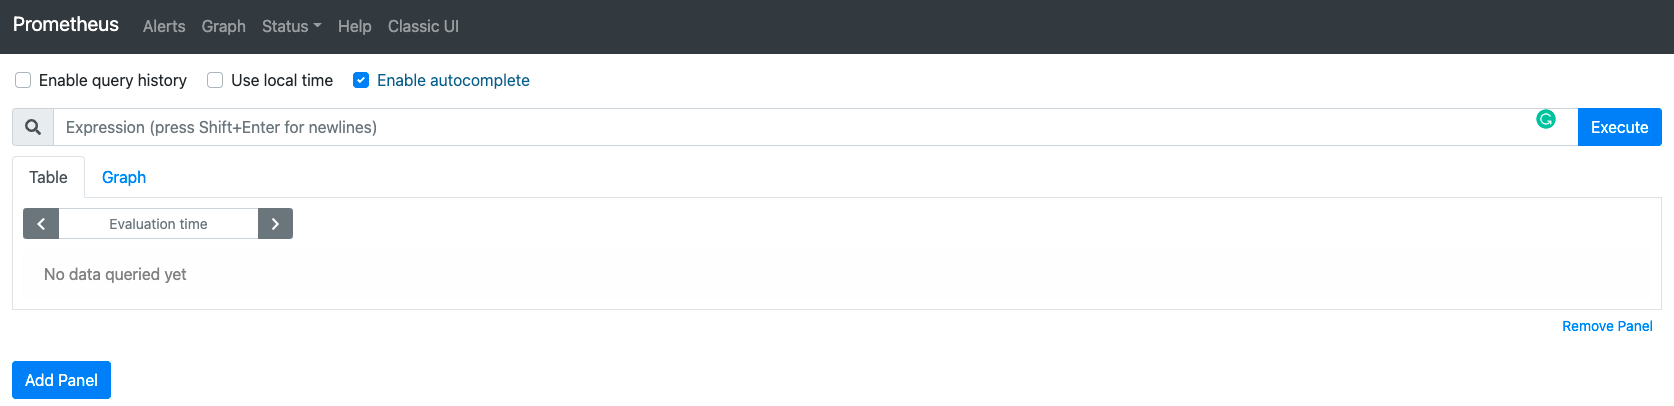 Prometheus Alerts Graph Status Help Classic UI
Enable query history Use local time Enable autocomplete
Expression (press Shift+Enter for newlines) Execute
Table Graph
Evaluation time
No data queried yet
Remove Panel
Add Panel